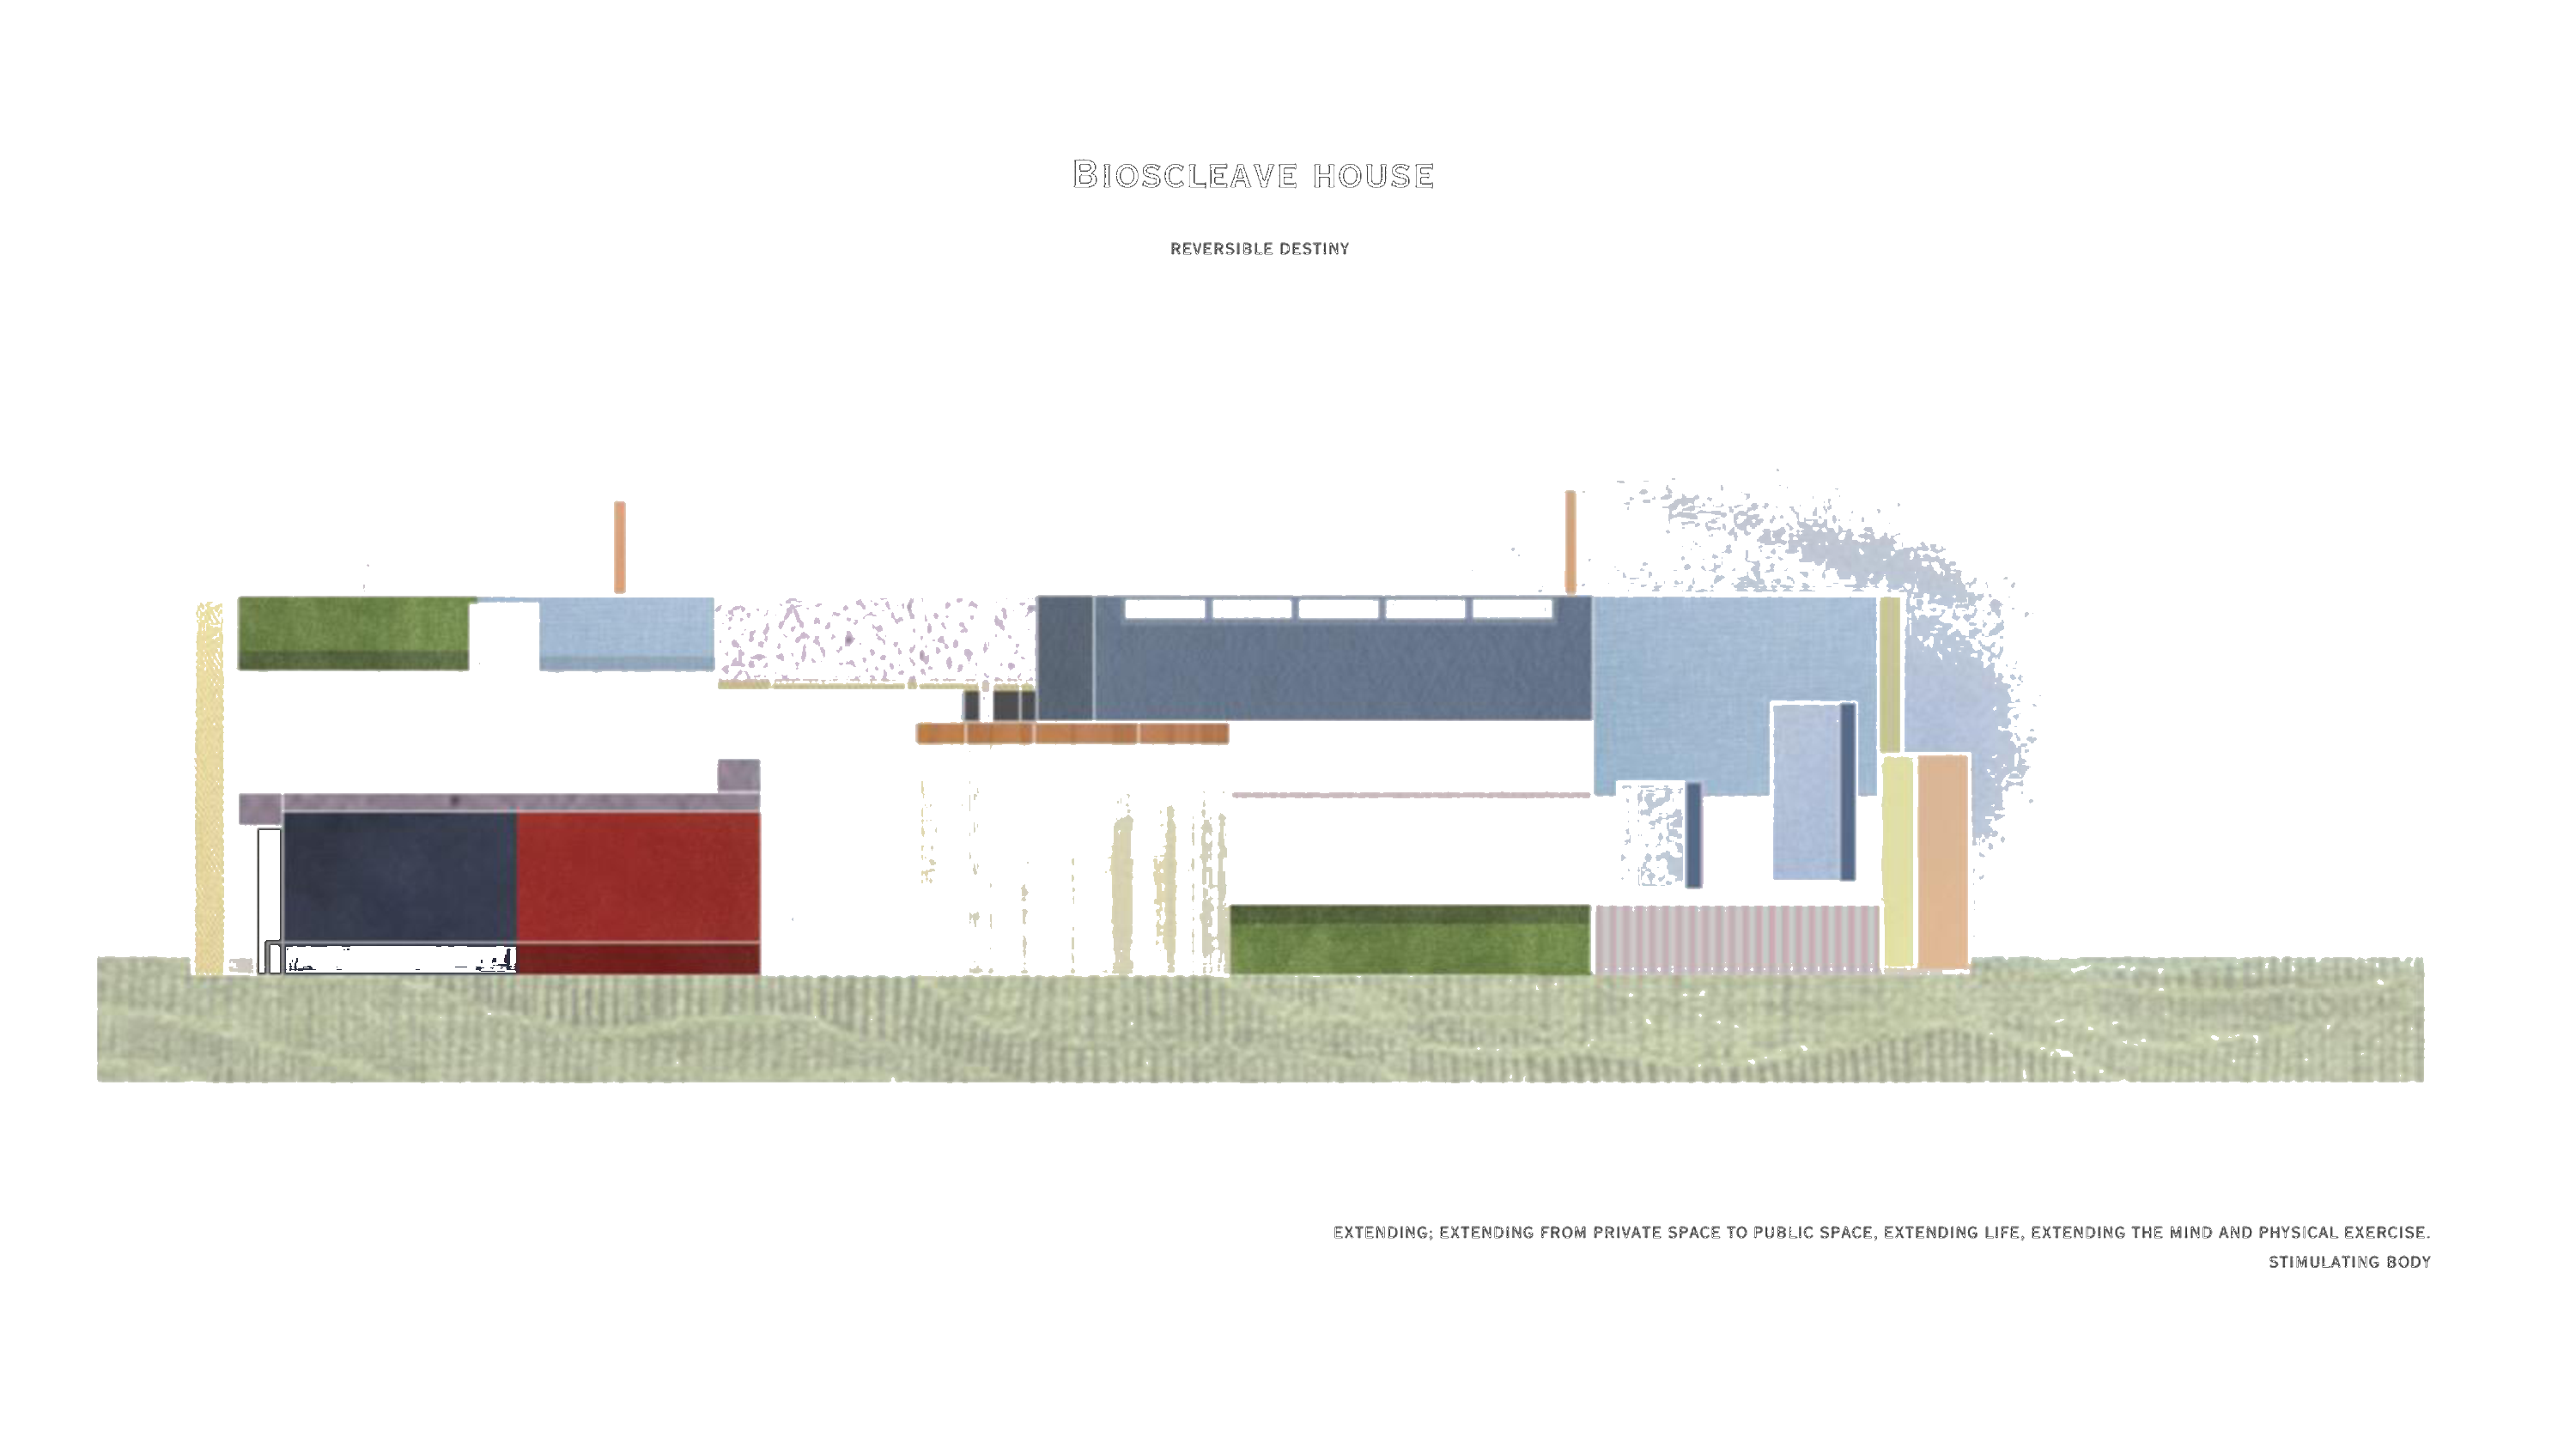 BIOSCLEAVE HOUSE
REVERSIBLE DESTINY
EXTENDING; EXTENDING FROM PRIVATE SPACE TO PUBLIC SPACE, EXTENDING LIFE, EXTENDING THE MIND AND PHYSICAL EXERCISE.
STIMULATING BODY